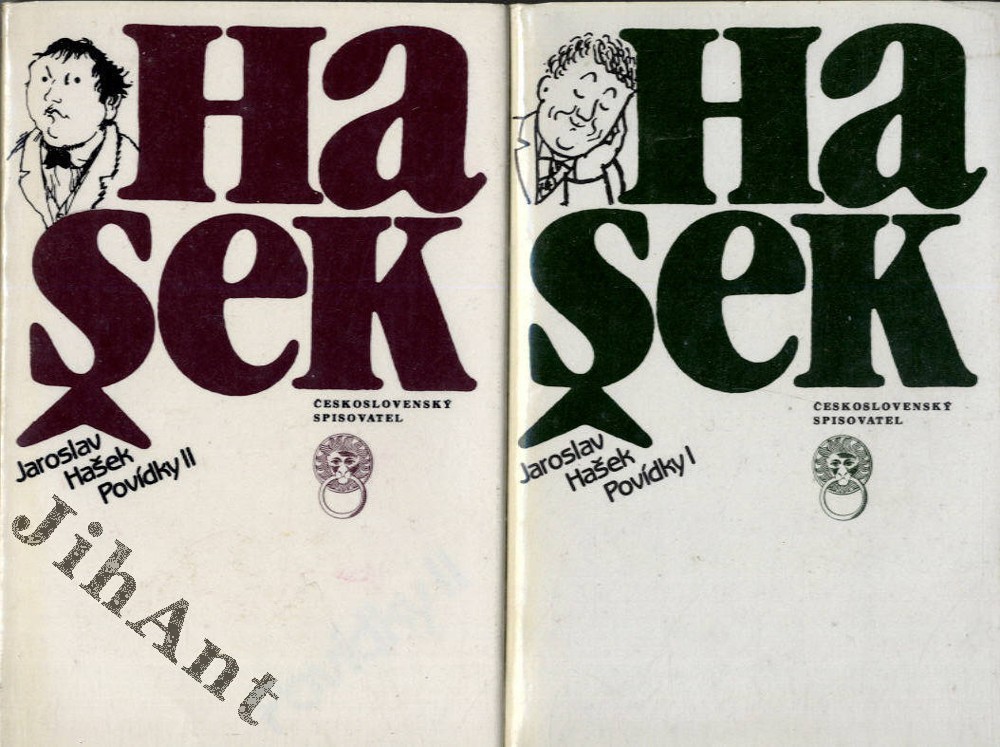 Ha
šek
ČESKOSLOVENSKÝ
SPISOVATEL
Jaroslav
Hašek
Povídky II
JihAnt
Ha
šek
ČESKOSLOVENSKÝ
SPISOVATEL
Jaroslav
Hašek
Povídky I